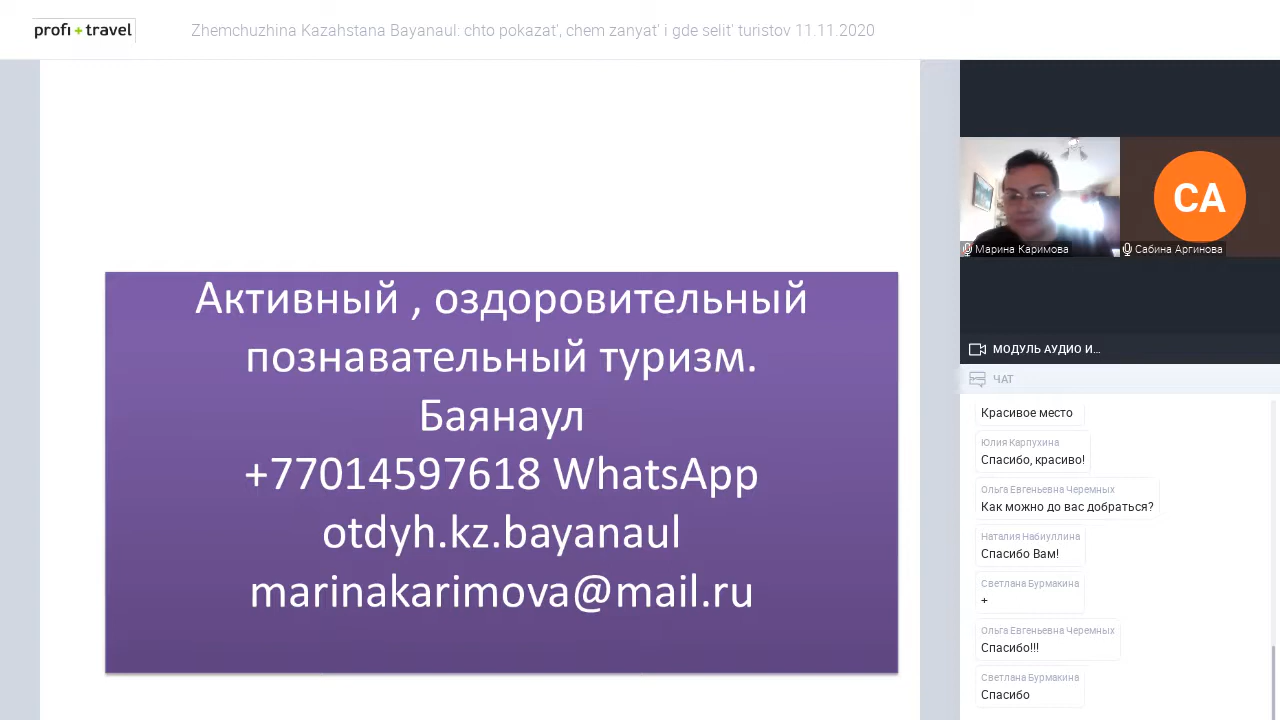 profi + travel
Zhemchuzhina Kazahstana Bayanaul: chto pokazat', chem zanyat' i gde selit' turistov 11.11.2020
Активный , оздоровительный
познавательный туризм.
Баянаул
+77014597618 WhatsApp
otdyh.kz.bayanaul
marinakarimova@mail.ru
СА
Марина Каримова
Сабина Аргинова
МОДУЛЬ АУДИО И...
ЧАТ
Красивое место
Юлия Карпухина
Спасибо, красиво!
Ольга Евгеньевна Черемных
Как можно до вас добраться?
Наталия Набиуллина
Спасибо Вам!
Светлана Бурмакина
+
Ольга Евгеньевна Черемных
Спасибо!!!
Светлана Бурмакина
Спасибо